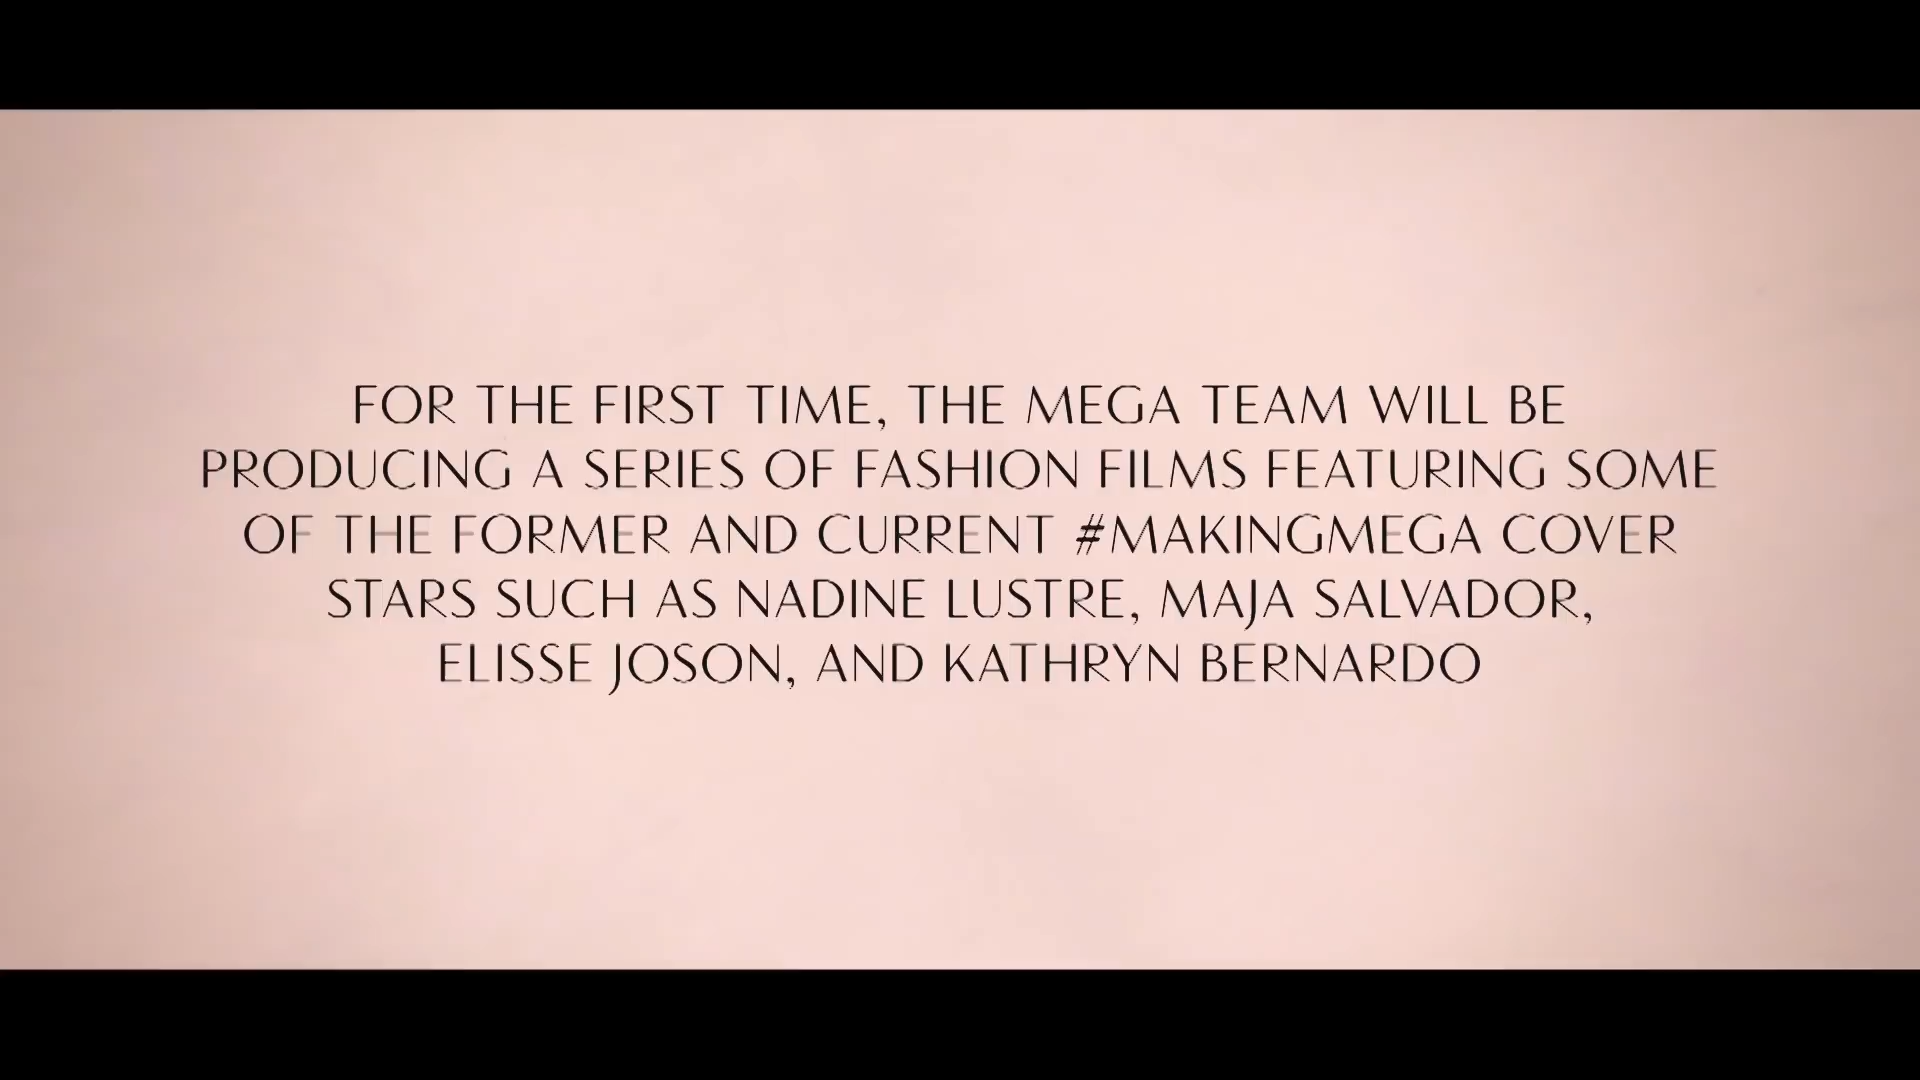 FOR THE FIRST TIME, THE MEGA TEAM WILL BE
PRODUCING A SERIES OF FASHION FILMS FEATURING SOME
OF THE FORMER AND CURRENT #MAKINGMEGA COVER
STARS SUCH AS NADINE LUSTRE, MAJA SALVADOR,
ELISSE JOSON, AND KATHRYN BERNARDO